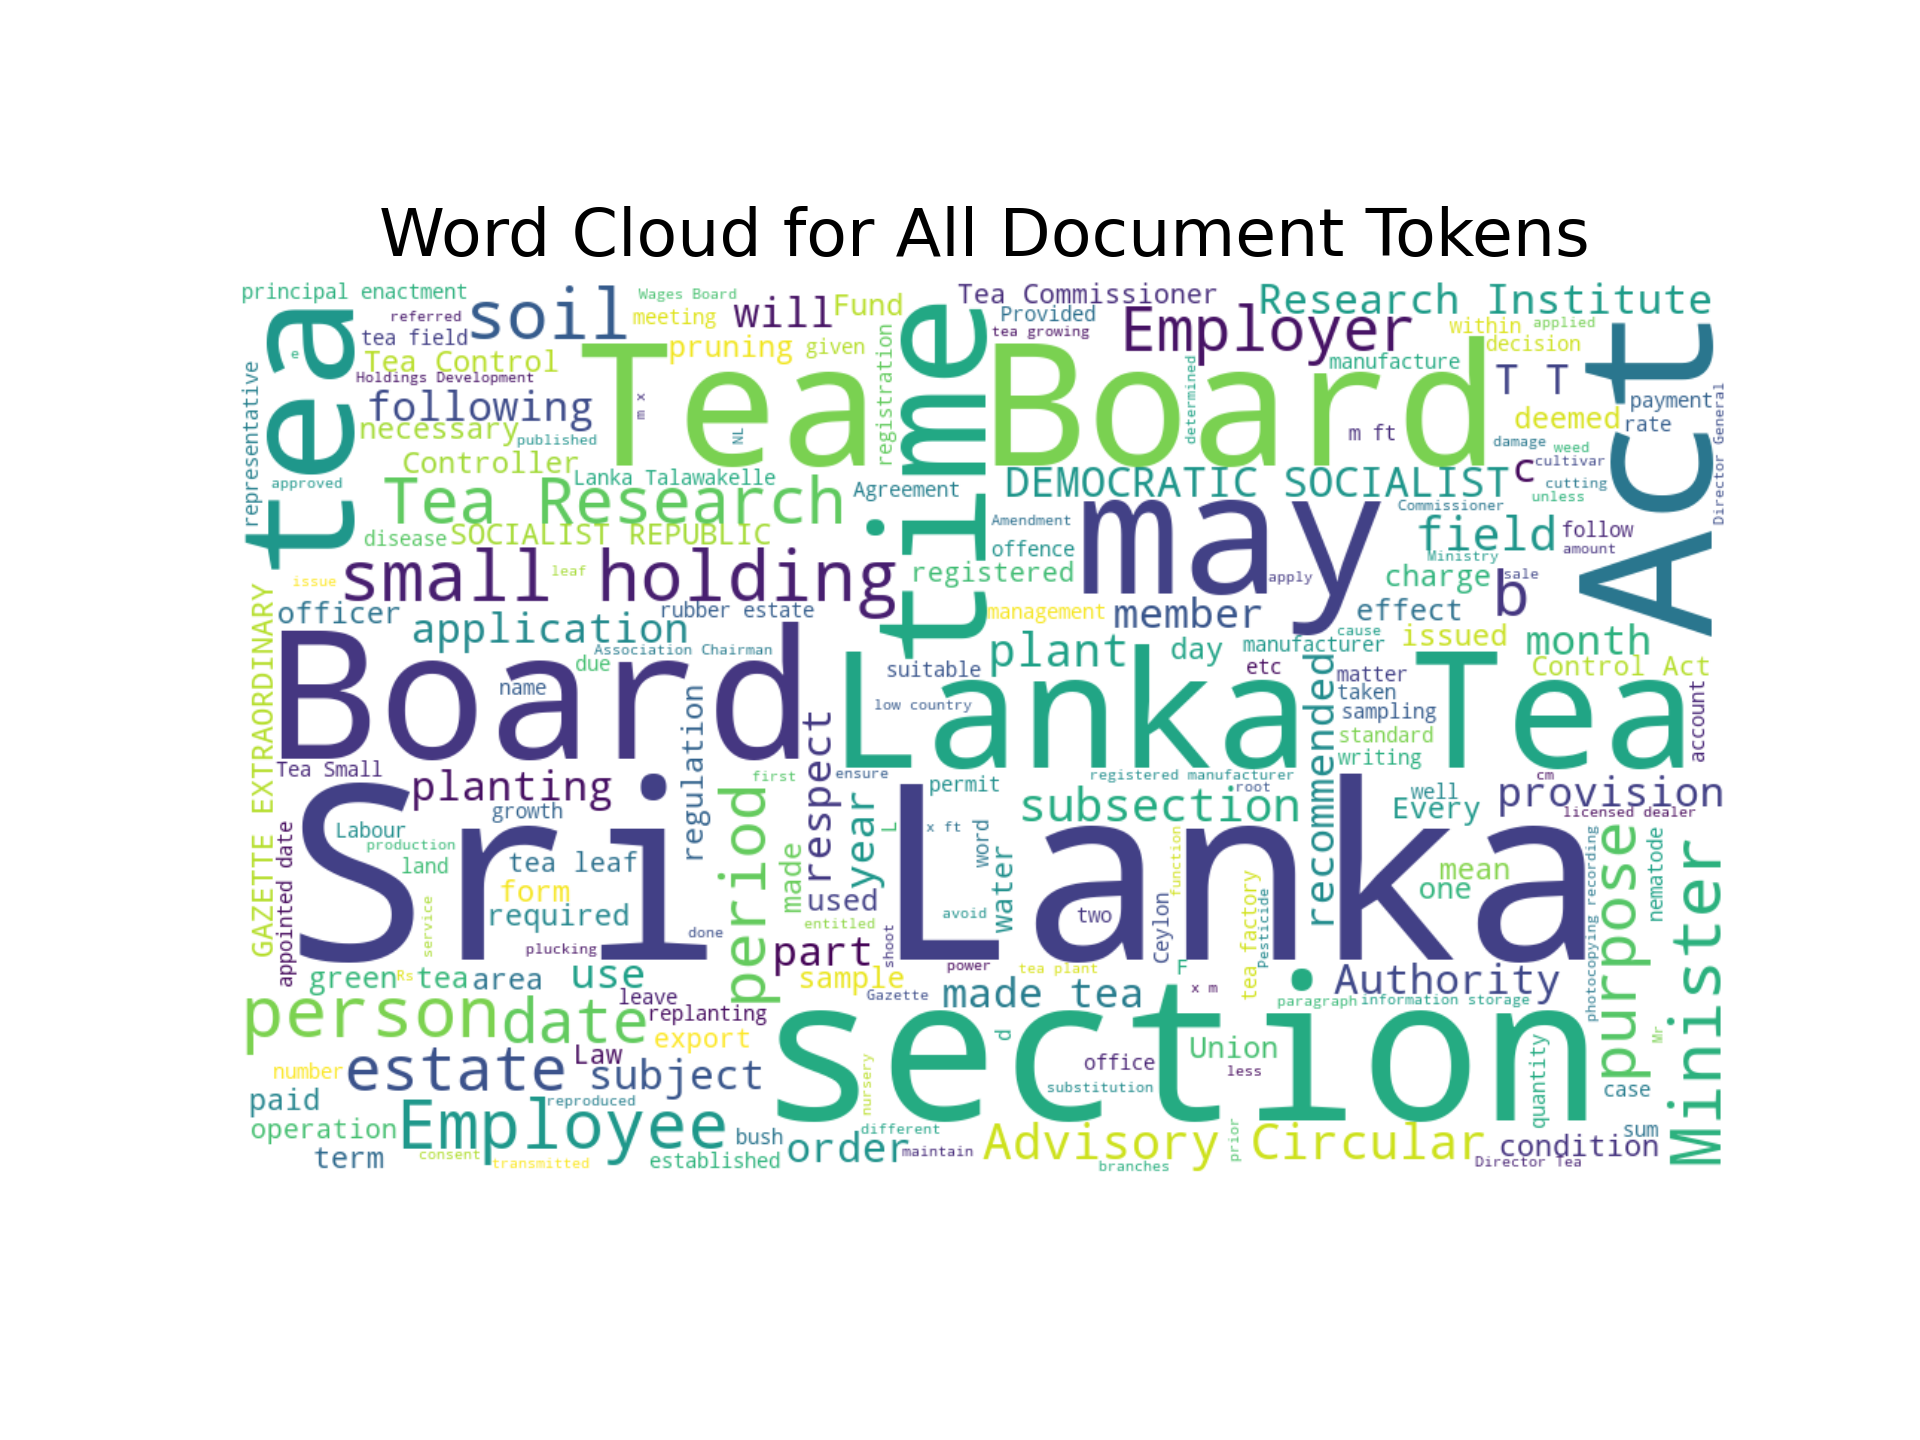 Word Cloud for All Document Tokens
principal enactment
soil
Wages Board
will
Fund
Tea Commissioner
Research Institute
tea
referred
meeting
time
Provided
Employer
within
applied
Act
tea field
Tea
pruning
given
registration
tea growing
Board
manufacture
decision
e
Tea Control
Holdings Development
determined
T T
payment
representative
following
m x
deemed
rate
Director General
necessary
published
NL
m ft
damage
weed
Controller
Lanka Talawakelle
c
cultivar
approved
Tea Research
Agreement
DEMOCRATIC SOCIALIST
cutting
unless
disease
SOCIALIST REPUBLIC
Amendment
may
Commissioner
field
follow
offence
Ministry
amount
issue
small holding
leaf
registered
apply
charge
b
sale
GAZETTE EXTRAORDINARY
officer
rubber estate
management
member
effect
application
Board
Association Chairman
plant
day
manufacturer
cause
issued
month
due
suitable
Lanka Tea
etc
matter
Control Act
name
regulation
respect
low country
recommended
taken
sampling
account
standard
writing
Tea Small
planting
first
ensure
permit
registered manufacturer
root
well
cm
provision
Sri Lanka
growth
period
year
subsection
Every
licensed dealer
appointed date
Labour
L
x ft
word
function
purpose
photocopying recording
nematode
production
land
tea leaf
made
water
mean
Minister
form
used
one
tea factory
service
required
entitled
avoid
two
Ceylon
Pesticide
plucking
done
part
shoot
green tea
Rs
area
use
sample
power
tea plant
F
Authority
person
date
leave
Gazette
made tea
x m
paragraph
information storage
replanting
section
export
d
Union
quantity
Mr
number
estate
Law
subject
nursery
office
less
case
paid
reproduced
substitution
operation
Employee
bush
different
prior
sum
term
consent
transmitted
established
order
maintain
Advisory Circular
condition
branches
Director Tea